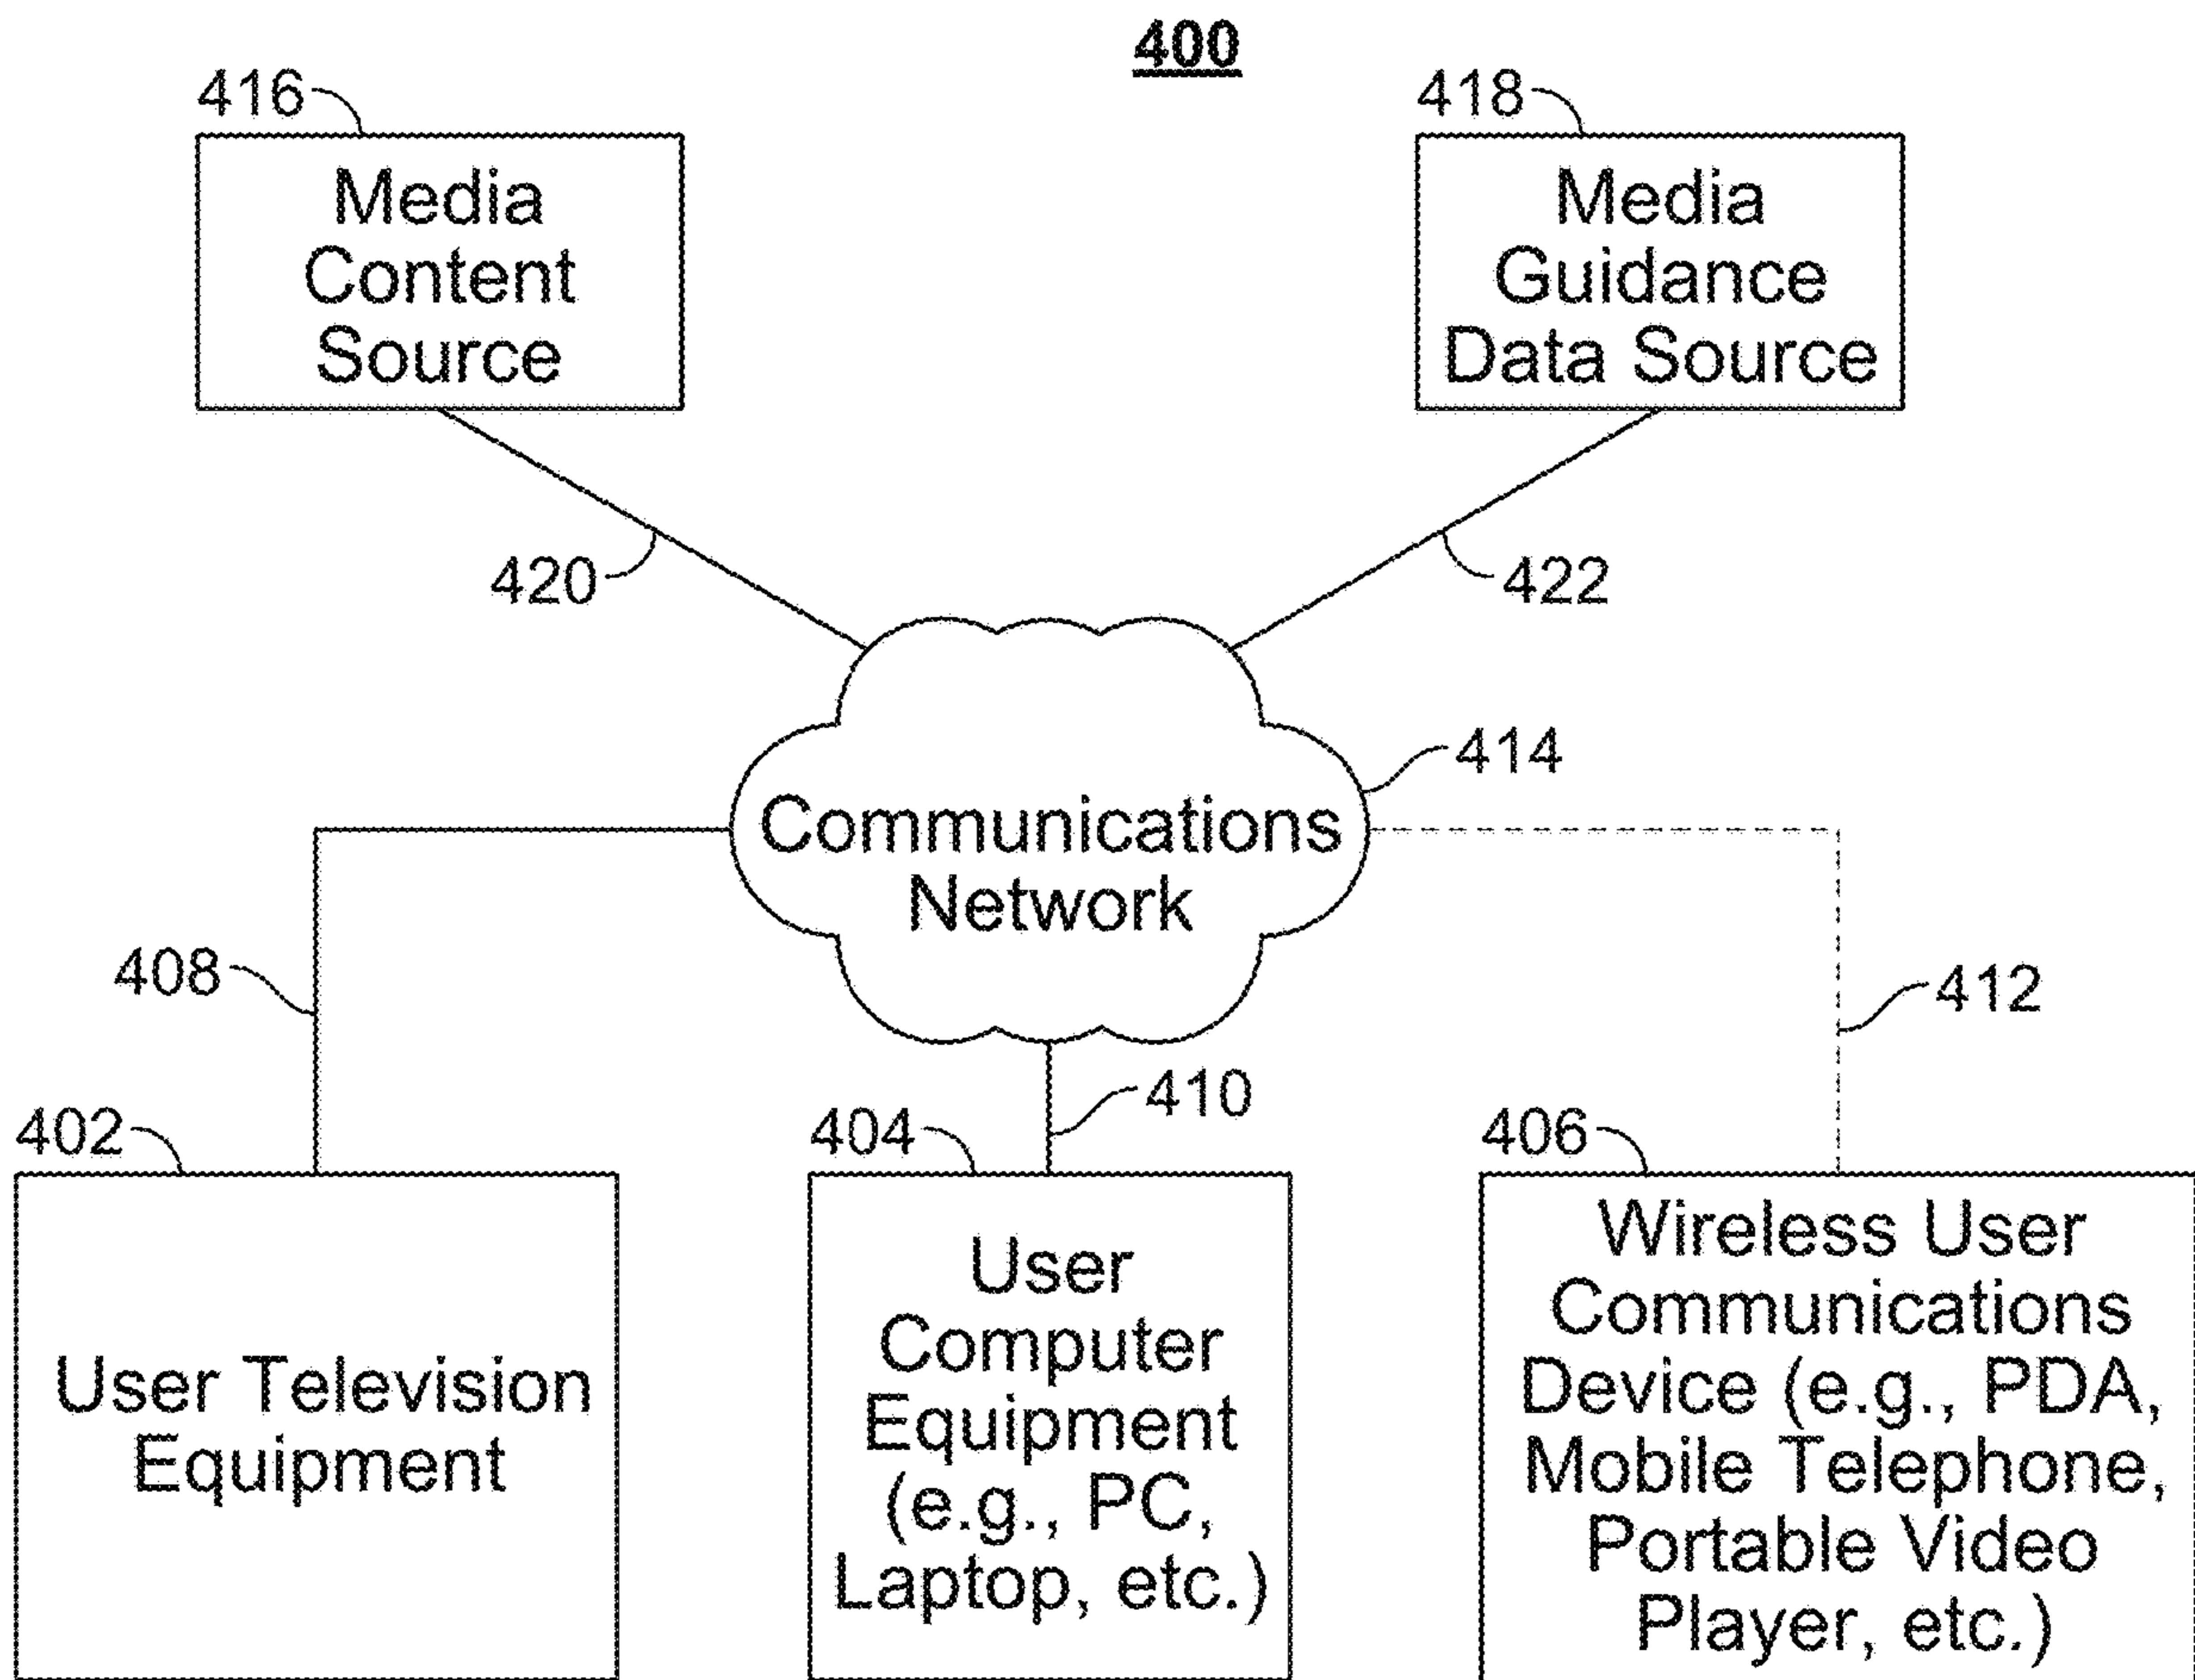 400
416
418
Media
Content
Source
Media
Guidance
Data Source
420
422
414
Communications
Network
408
412
410
402
404
406
User Television
Equipment
User
Computer
Equipment
(e.g., PC,
Laptop, etc.)
Wireless User
Communications
Device (e.g., PDA,
Mobile Telephone,
Portable Video
Player, etc.)